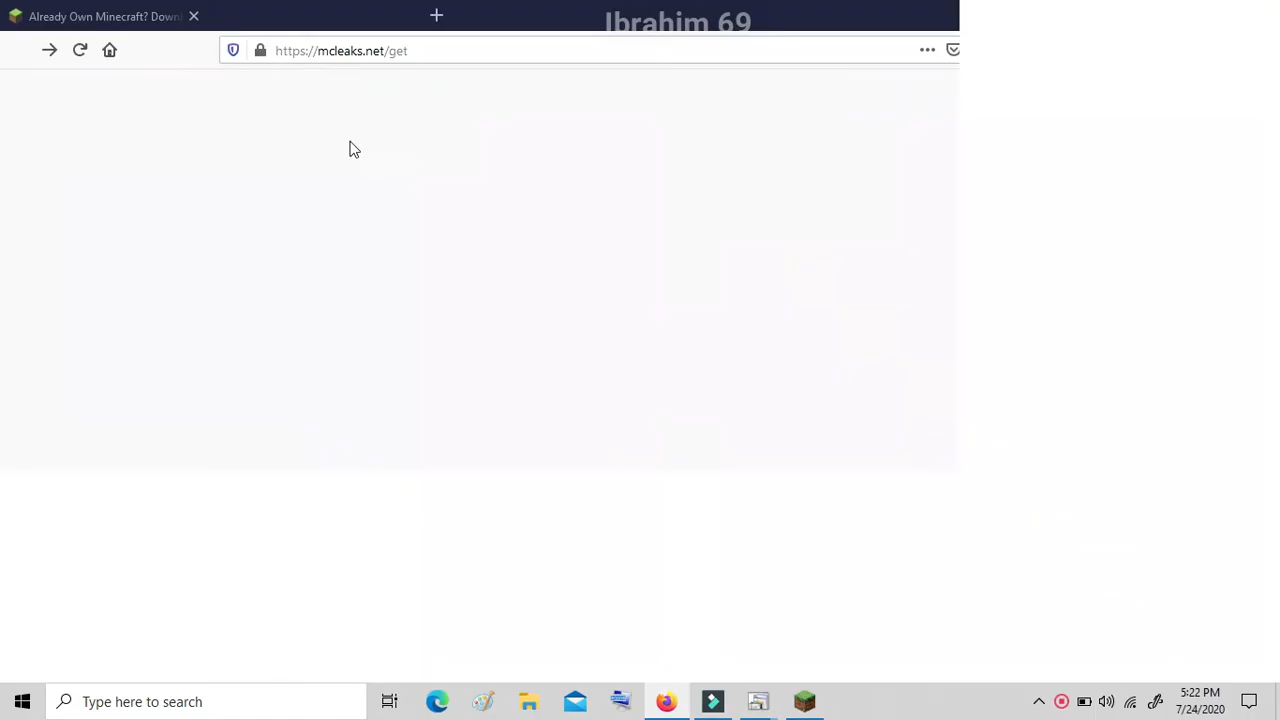 Already Own Minecraft? Downl
Ibrahim 69
https://mcleaks.net/get
Type here to search
5:22 PM
7/24/2020